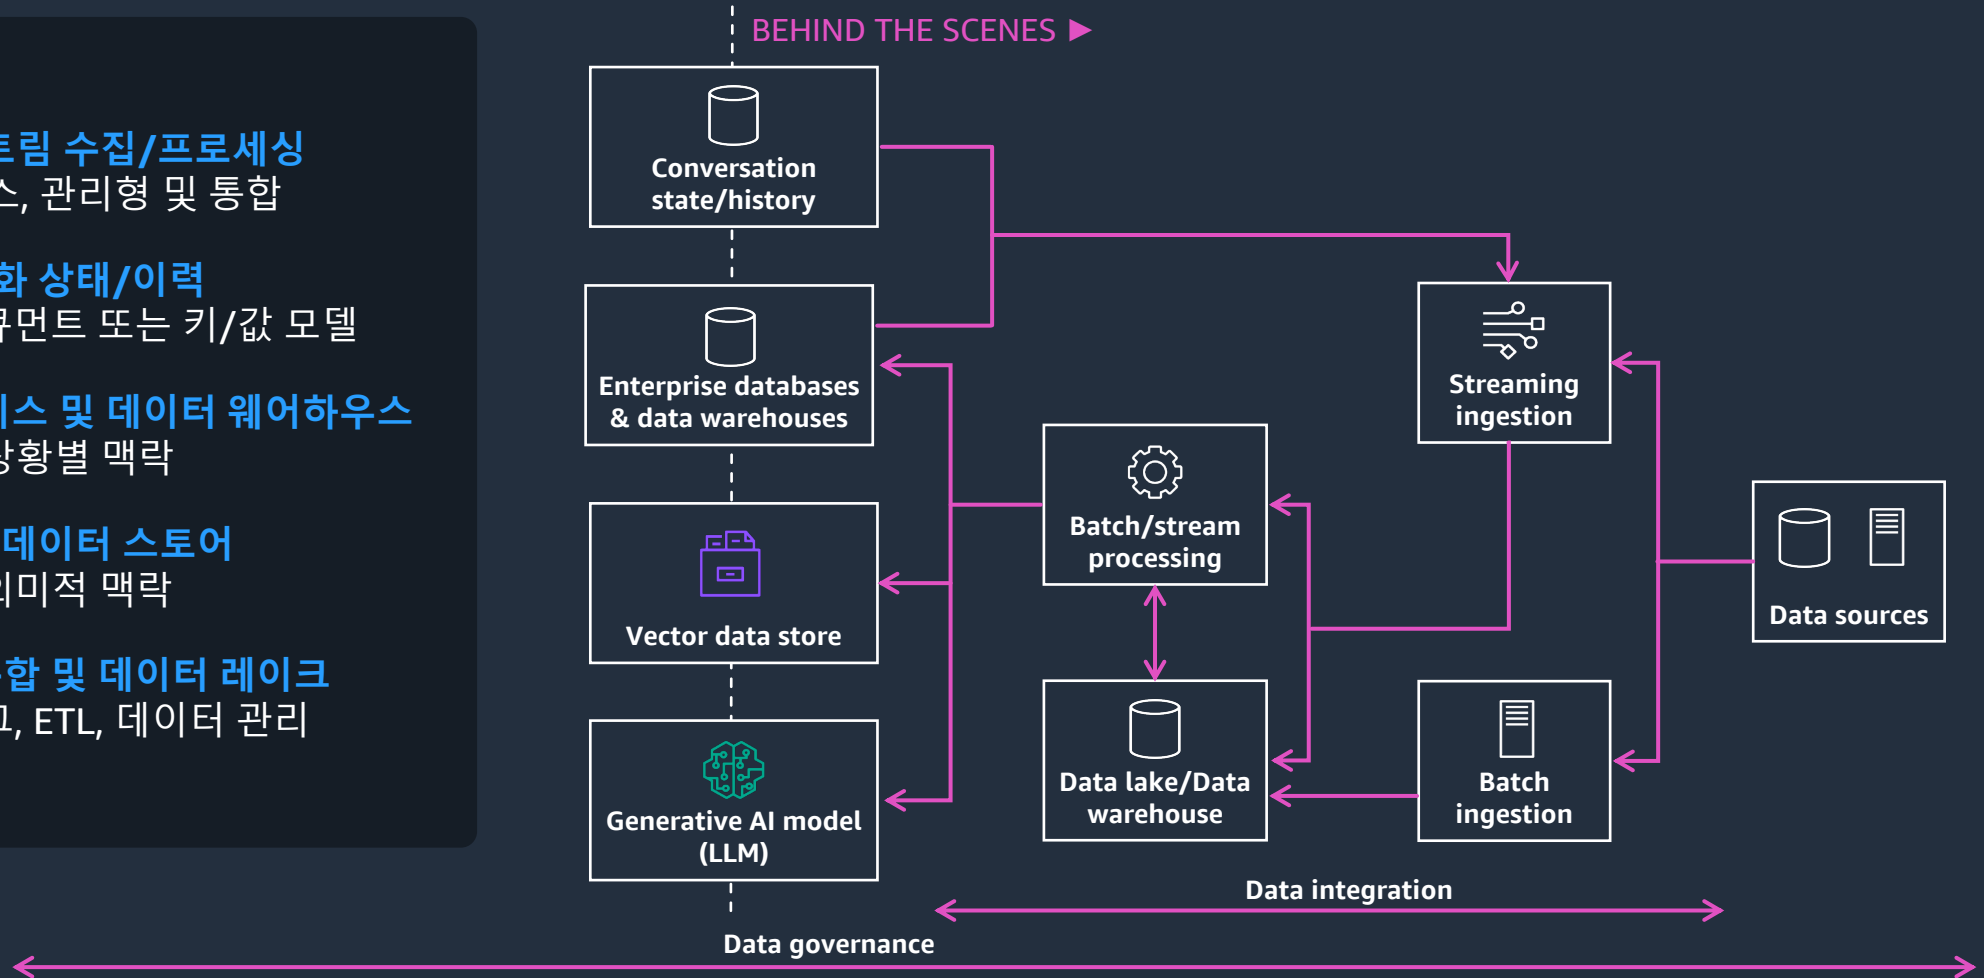 트림 수집/프로세싱
스, 관리형 및 통합
화 상태/이력
큐먼트 또는 키/값 모델
이스 및 데이터 웨어하우스
상황별 맥락
데이터 스토어
의미적 맥락
합 및 데이터 레이크
그, ETL, 데이터 관리
BEHIND THE SCENES ►
Conversation
state/history
Enterprise databases
& data warehouses
Vector data store
Generative AI model
(LLM)
Batch/stream
processing
Data lake/Data
warehouse
Streaming
ingestion
Batch
ingestion
Data sources
Data integration
Data governance